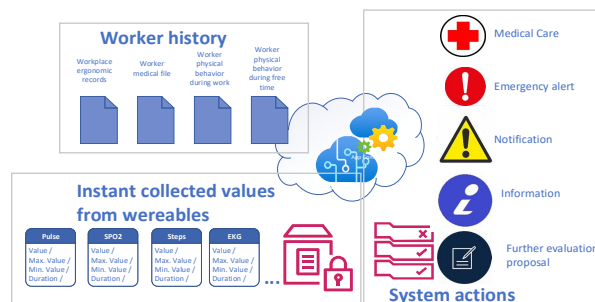 Worker history
Workplace
ergonomic
records
Worker
medical file
Worker
physical
behavior
during work
Worker
physical
behavior
during free
time
Instant collected values
from wereables
Pulse
Value /
Max. Value /
Min. Value /
Duration /
SPO2
Value /
Max. Value /
Min. Value /
Duration /
Steps
Value /
Max. Value /
Min. Value /
Duration /
EKG
Value /
Max. Value /
Min. Value /
Duration /
...
Medical Care
Emergency alert
Notification
Information
Further evaluation
proposal
System actions